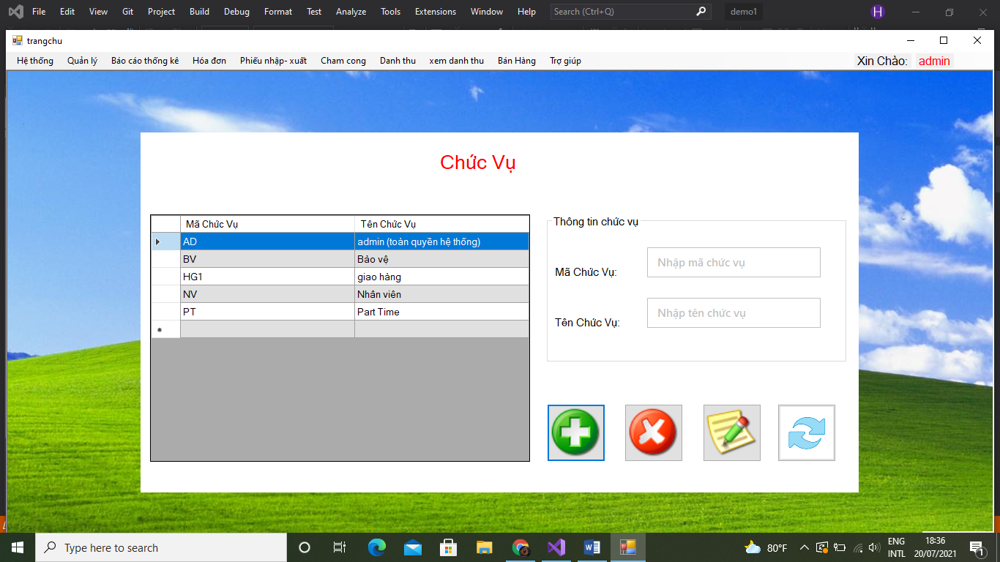 File Edit View Git Project Build Debug Format Test Analyze Tools Extensions Window Help Search (Ctrl+Q) demo1 H
trangchu
Hệ thống Quản lý Báo cáo thống kê Hóa đơn Phiếu nhập- xuất Cham cong Danh thu xem danh thu Bán Hàng Trợ giúp Xin Chào: admin
Chức Vụ
Mã Chức Vụ Tên Chức Vụ
AD admin (toàn quyền hệ thống)
BV Bảo vệ
HG1 giao hàng
NV Nhân viên
PT Part Time
Thông tin chức vụ
Mã Chức Vụ: Nhập mã chức vụ
Tên Chức Vụ: Nhập tên chức vụ
Type here to search 80°F ENG 18:36
INTL 20/07/2021 1